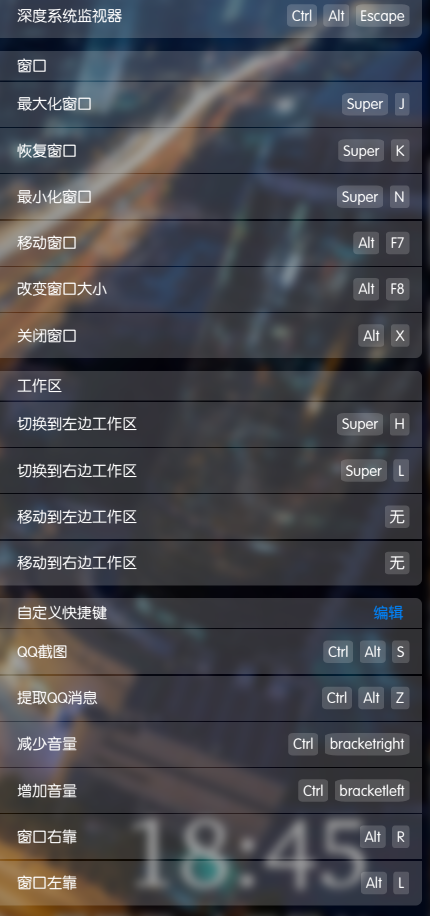 深度系统监视器 Ctrl Alt Escape
窗口
最大化窗口 Super J
恢复窗口 Super K
最小化窗口 Super N
移动窗口 Alt F7
改变窗口大小 Alt F8
关闭窗口 Alt X
工作区
切换到左边工作区 Super H
切换到右边工作区 Super L
移动到左边工作区 无
移动到右边工作区 无
自定义快捷键 编辑
QQ截图 Ctrl Alt S
提取QQ消息 Ctrl Alt Z
减少音量 Ctrl bracketright
增加音量 Ctrl bracketleft
窗口右靠 Alt R
窗口左靠 Alt L
18:45